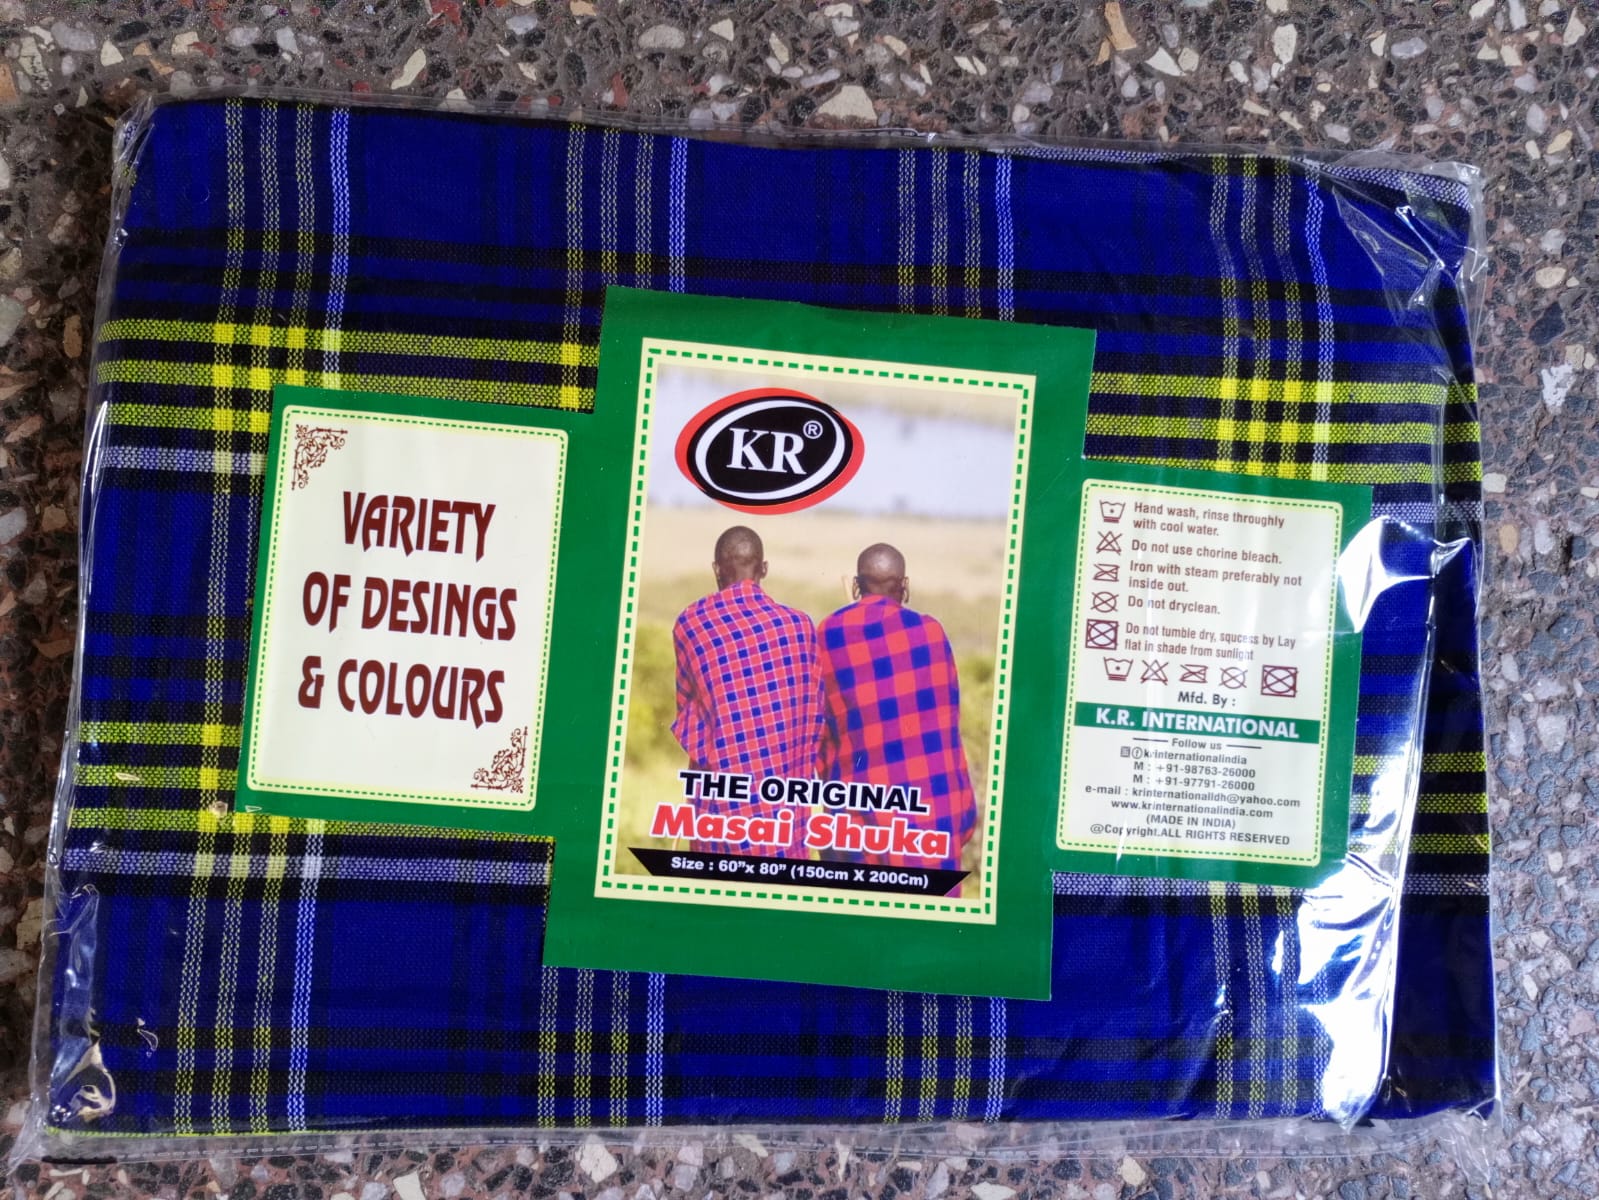 VARIETY
OF DESINGS
& COLOURS
KR®
THE ORIGINAL
Masai Shuka
Size : 60”x 80” (150cm X 200Cm)
Hand wash, rinse throughly
with cool water.
Do not use chorine bleach.
Iron with steam preferably not
inside out.
Do not dryclean.
Do not tumble dry, squcess by Lay
flat in shade from sunlight
Mfd. By :
K.R. INTERNATIONAL
Follow us
krinternationalindia
M : +91-98763-26000
M : +91-97791-26000
e-mail : krinternationalldh@yahoo.com
www.krinternationalindia.com
(MADE IN INDIA)
@Copyright.ALL RIGHTS RESERVED